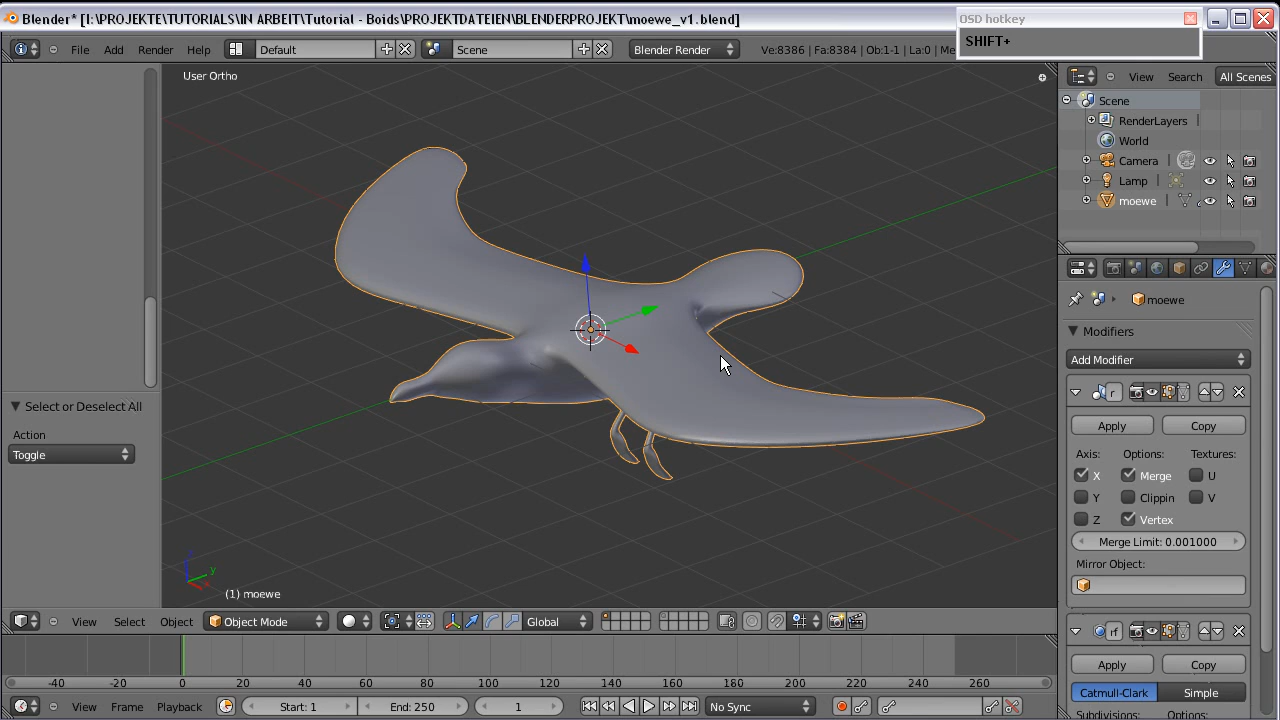 Blender* [I:\PROJEKTE\TUTORIALS\IN ARBEIT\Tutorial - Boids\PROJEKTDATEIEN\BLENDERPROJEKT\moewe_v1.blend]
OSD hotkey
SHIFT+
File Add Render Help
Default
Scene
Blender Render
Ve:8386 | Fa:8384 | Ob:1-1 | La:0 | Me
User Ortho
View Search All Scenes
Scene
RenderLayers
World
Camera
Lamp
moewe
moewe
Modifiers
Add Modifier
Apply Copy
Axis: Options: Textures:
X Merge U
Y Clippin V
Z Vertex
Merge Limit: 0.001000
Mirror Object:
Apply Copy
Catmull-Clark Simple
Subdivisions: Options:
Select or Deselect All
Action
Toggle
z
y
(1) moewe
View Select Object
Object Mode
Global
-40 -20 0 20 40 60 80 100 120 140 160 180 200 220 240 260
View Frame Playback
Start: 1
End: 250
1
No Sync